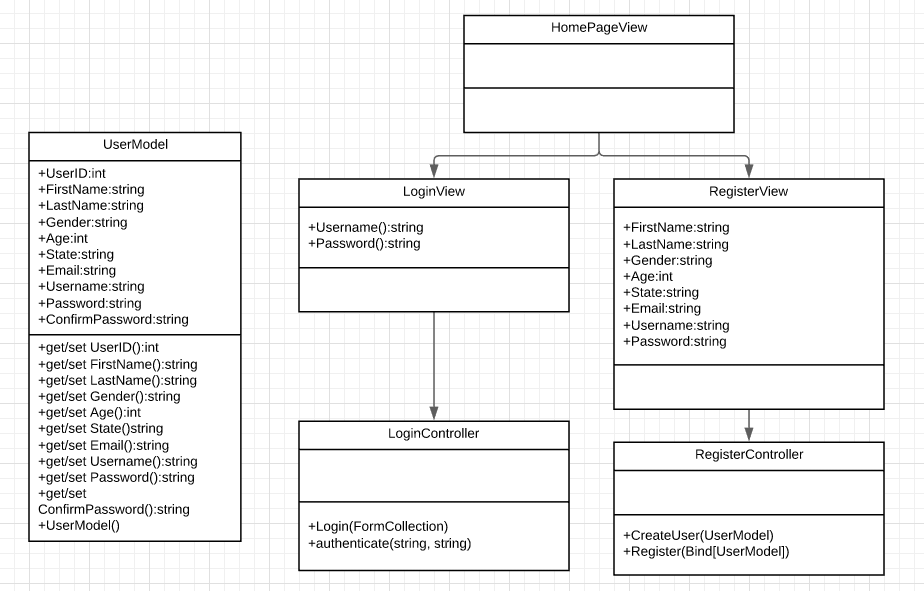 HomePageView
UserModel
+UserID:int
+FirstName:string
+LastName:string
+Gender:string
+Age:int
+State:string
+Email:string
+Username:string
+Password:string
+ConfirmPassword:string
+get/set UserID():int
+get/set FirstName():string
+get/set LastName():string
+get/set Gender():string
+get/set Age():int
+get/set State()string
+get/set Email():string
+get/set Username():string
+get/set Password():string
+get/set
ConfirmPassword():string
+UserModel()
LoginView
+Username():string
+Password():string
RegisterView
+FirstName:string
+LastName:string
+Gender:string
+Age:int
+State:string
+Email:string
+Username:string
+Password:string
LoginController
+Login(FormCollection)
+authenticate(string, string)
RegisterController
+CreateUser(UserModel)
+Register(Bind[UserModel])